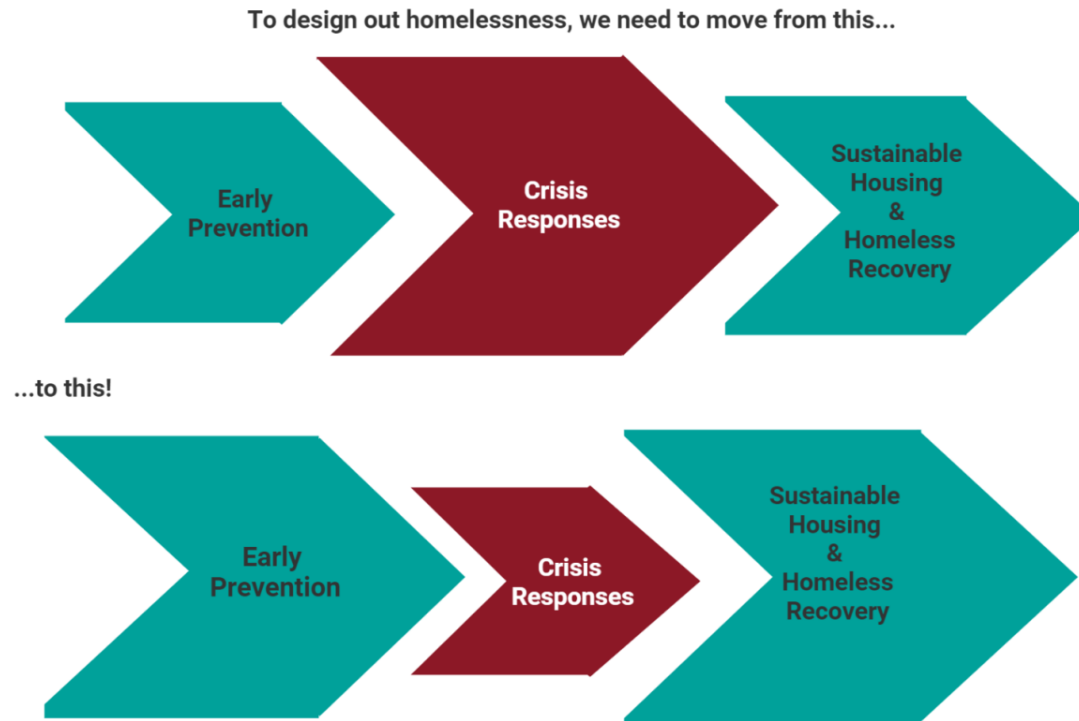 To design out homelessness, we need to move from this...
Early
Prevention
Crisis
Responses
Sustainable
Housing
&
Homeless
Recovery
...to this!
Early
Prevention
Crisis
Responses
Sustainable
Housing
&
Homeless
Recovery